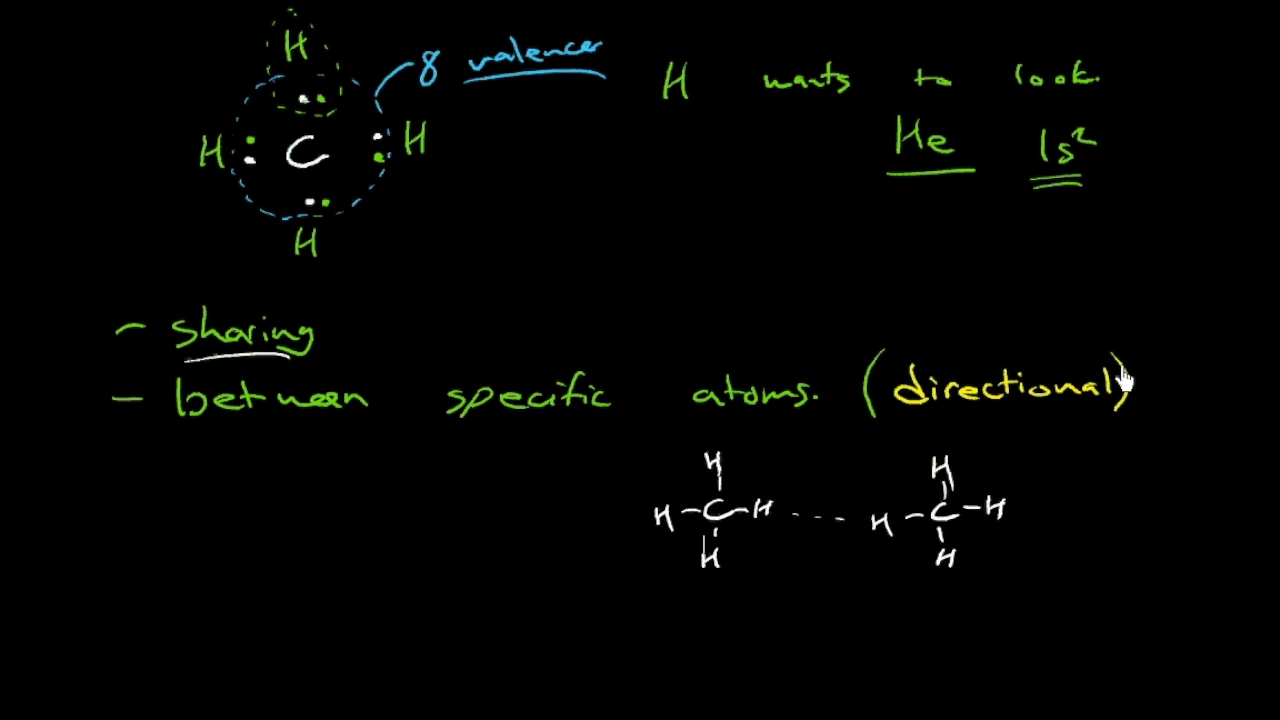 H
8 valence
H wants to look
He 1s²
H C H
H
- sharing
- between specific atoms. (directional)
H H
H-C-H --- H-C-H
H H